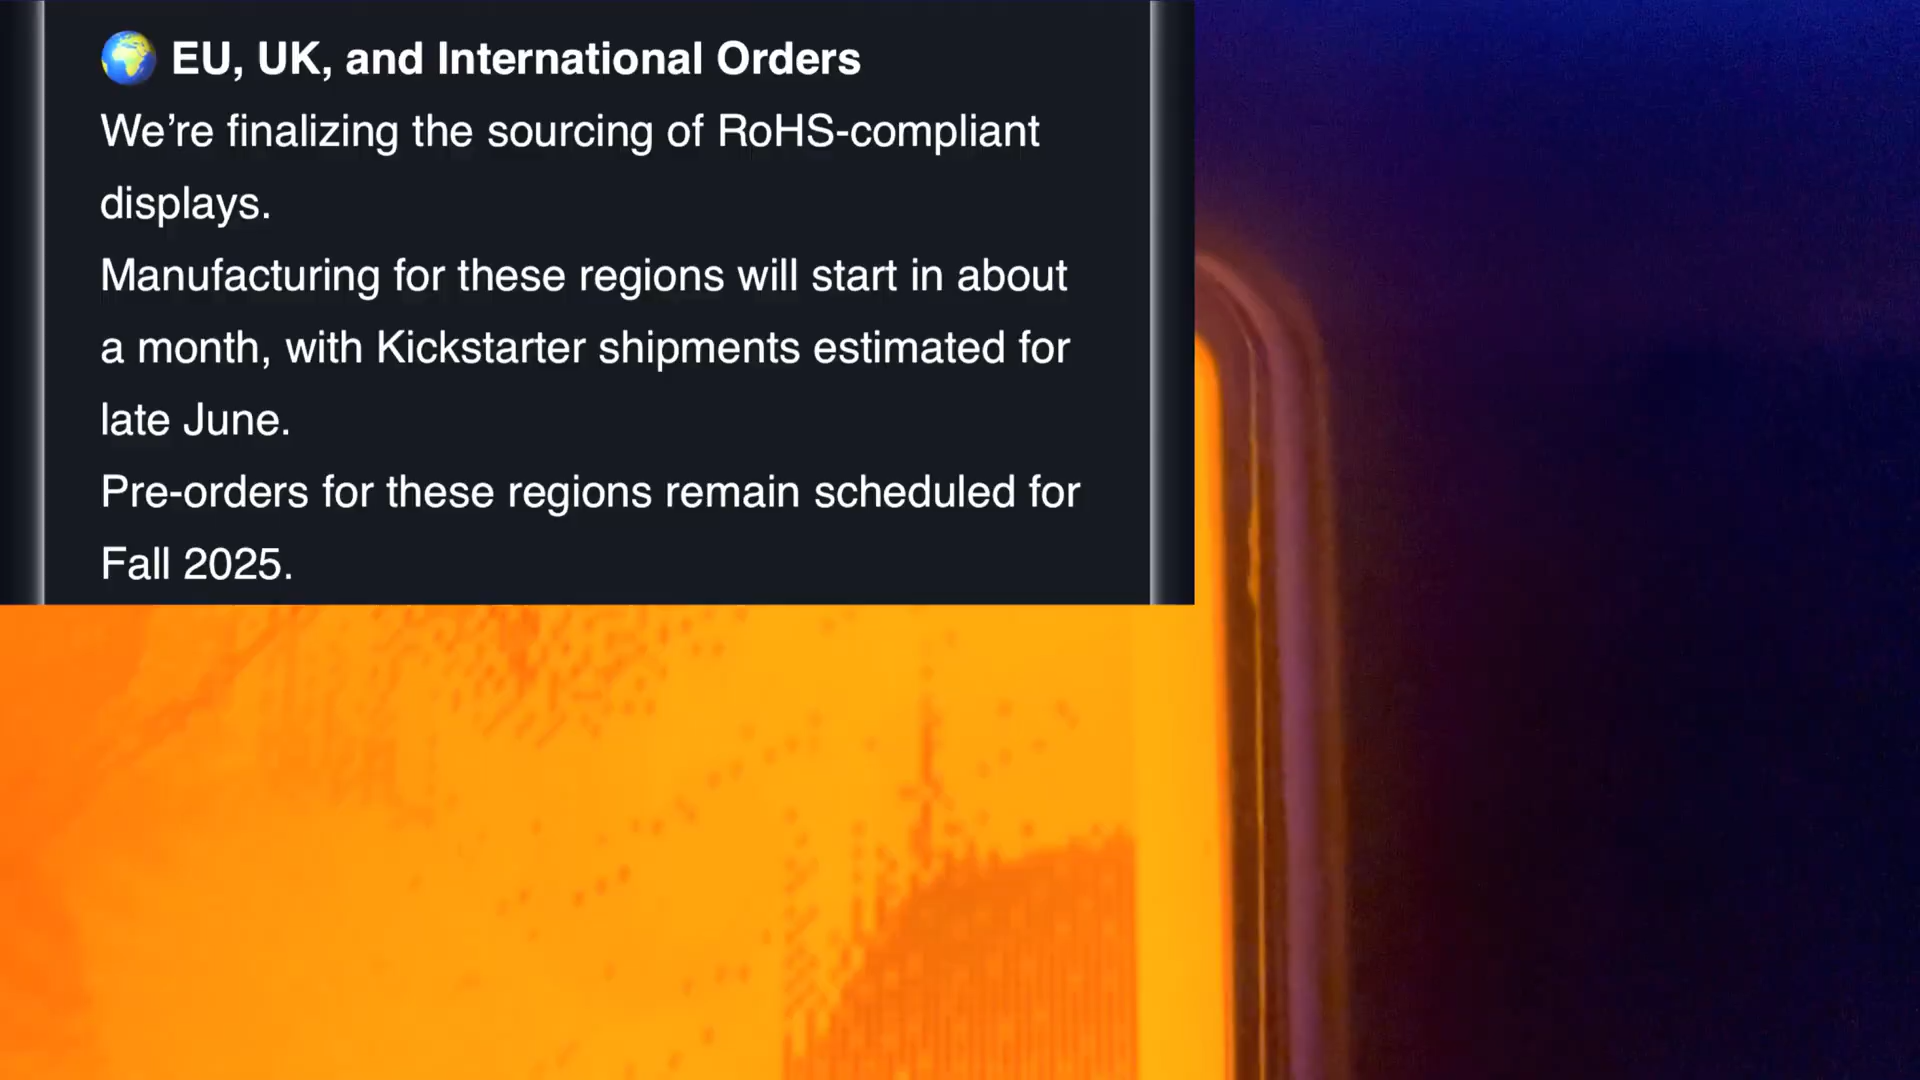 🌍 EU, UK, and International Orders
We’re finalizing the sourcing of RoHS-compliant
displays.
Manufacturing for these regions will start in about
a month, with Kickstarter shipments estimated for
late June.
Pre-orders for these regions remain scheduled for
Fall 2025.